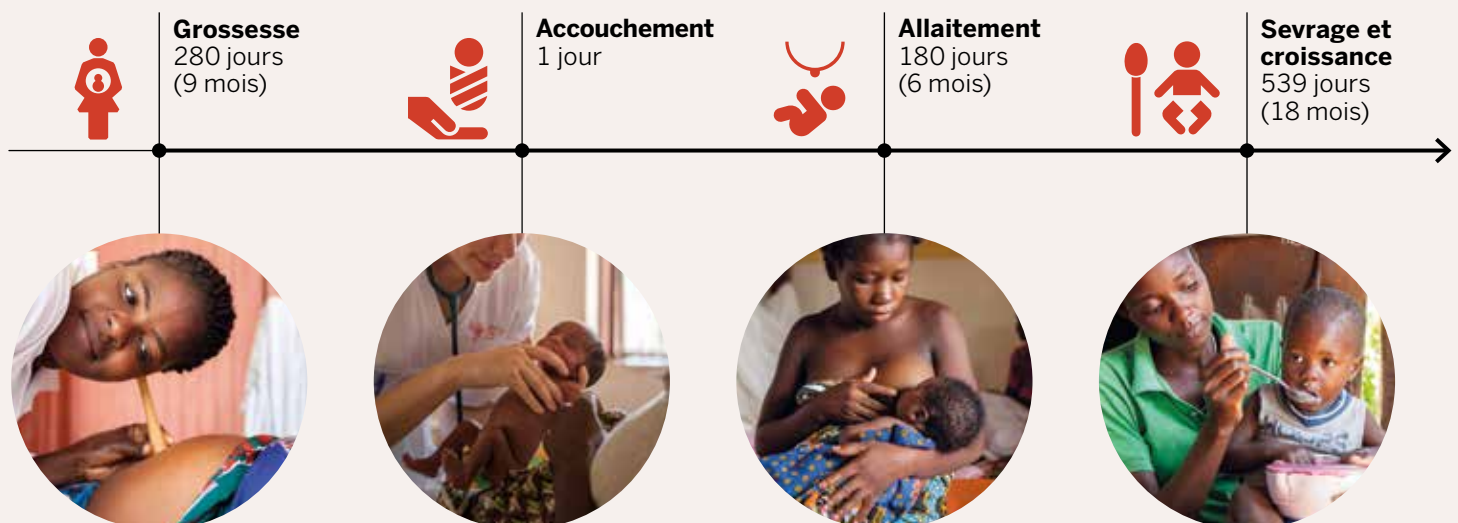 Grossesse
280 jours
(9 mois)
Accouchement
1 jour
Allaitement
180 jours
(6 mois)
Sevrage et
croissance
539 jours
(18 mois)